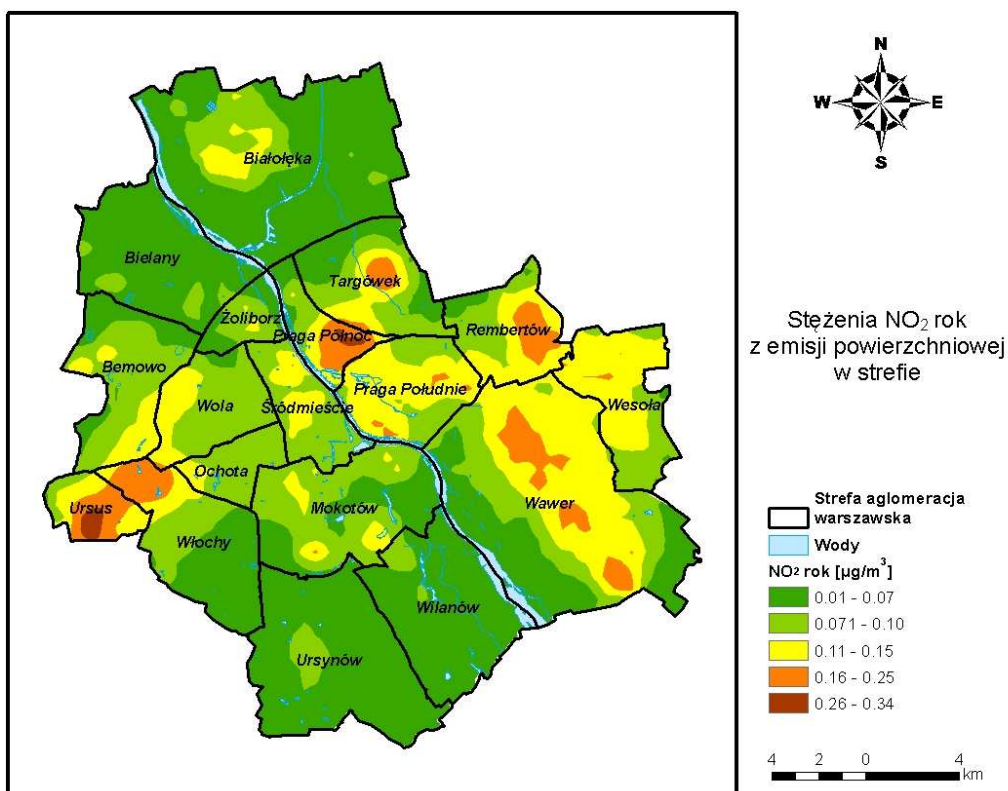 N
W E
S
Białołęka
Bielany
Targówek
Żoliborz
Praga Północ
Rembertów
Bemowo
Praga Południe
Wola
Śródmieście
Wesoła
Ochota
Ursus
Mokotów
Wawer
Włochy
Wilanów
Ursynów
Stężenia NO2 rok
z emisji powierzchniowej
w strefie
Strefa aglomeracja
warszawska
Wody
NO2 rok [µg/m³]
0.01 - 0.07
0.071 - 0.10
0.11 - 0.15
0.16 - 0.25
0.26 - 0.34
4 2 0 4
km